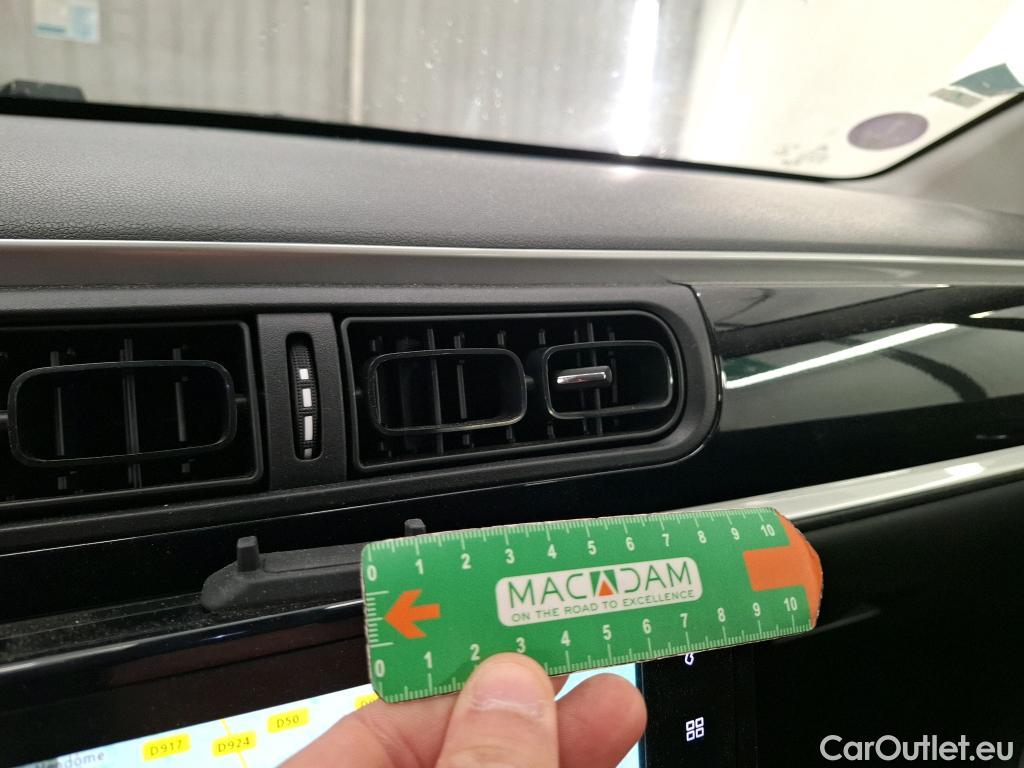 0 1 2 3 4 5 6 7 8 9 10
MACADAM
ON THE ROAD TO EXCELLENCE
0 1 2 3 4 5 6 7 8 9 10
D50
D917
D924
CarOutlet.eu